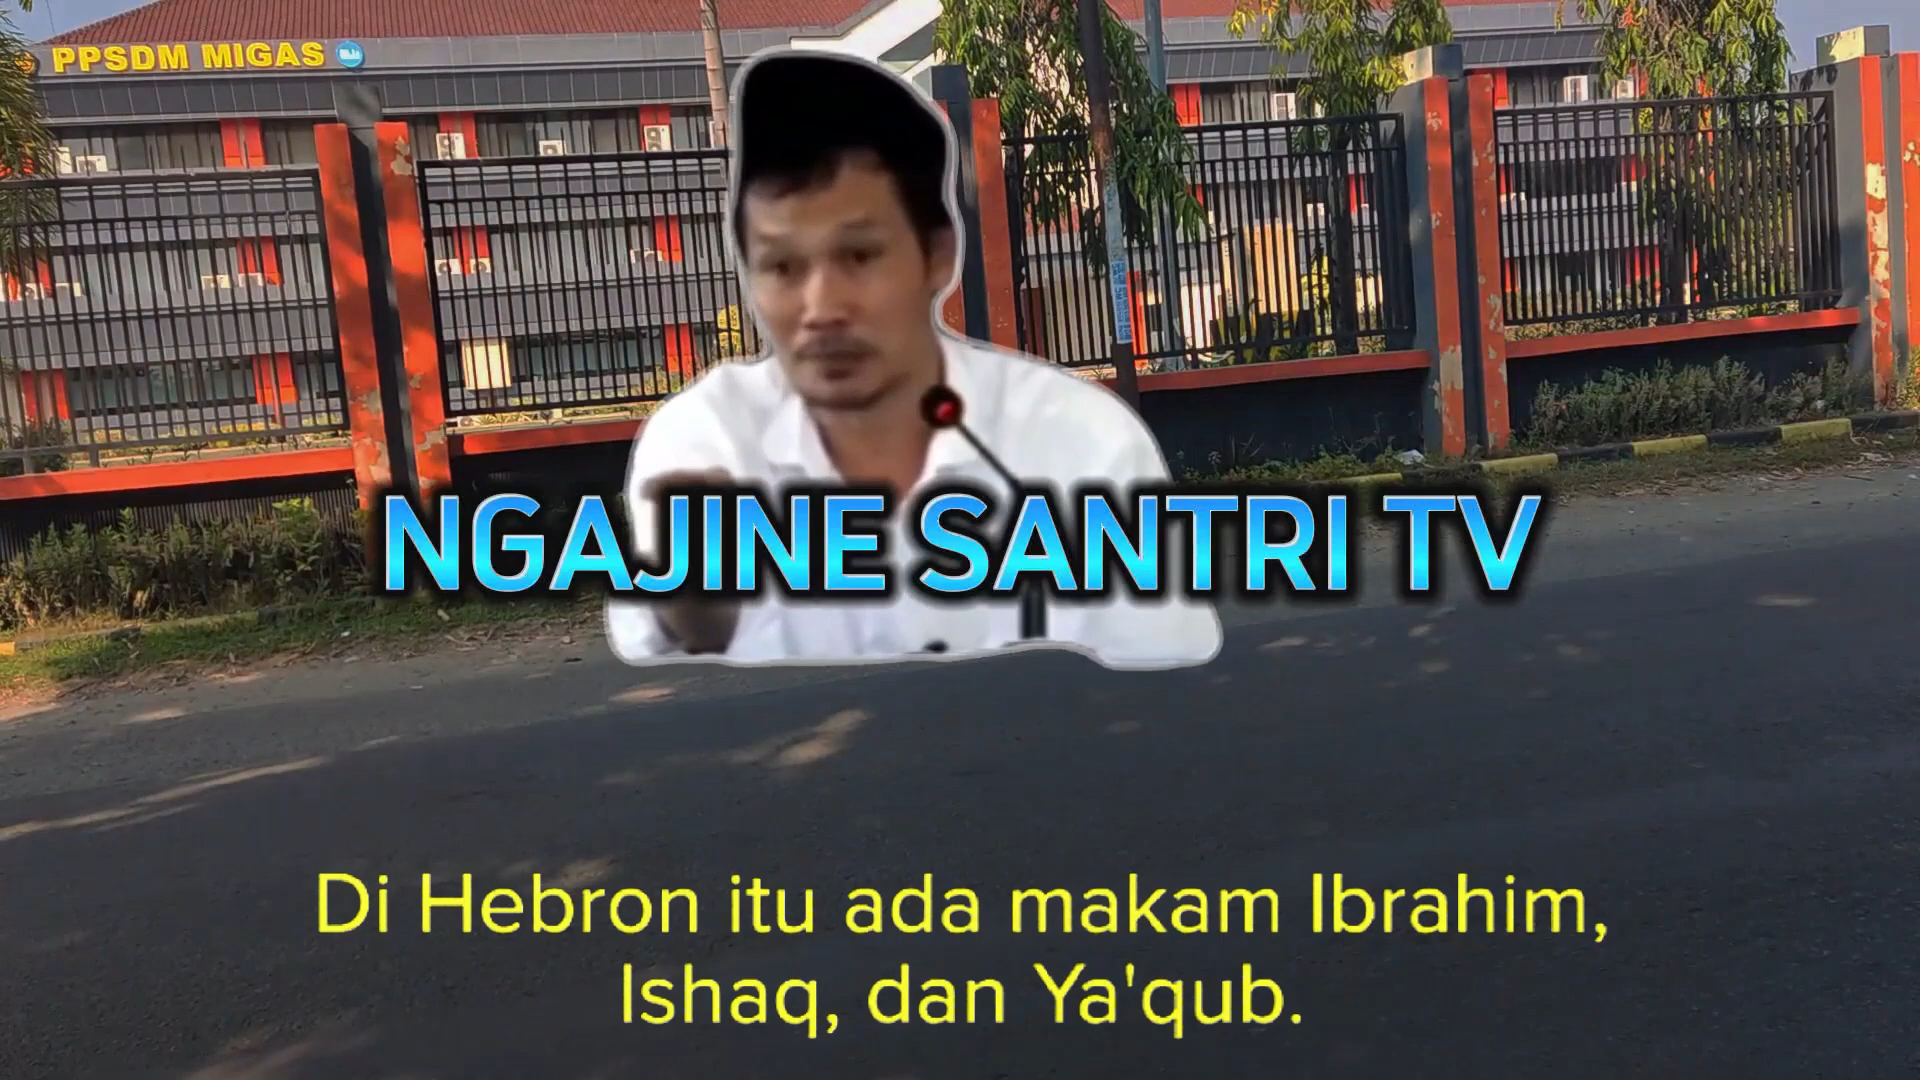 PPSDM MIGAS
NGAJINE SANTRI TV
Di Hebron itu ada makam Ibrahim,
Ishaq, dan Ya'qub.